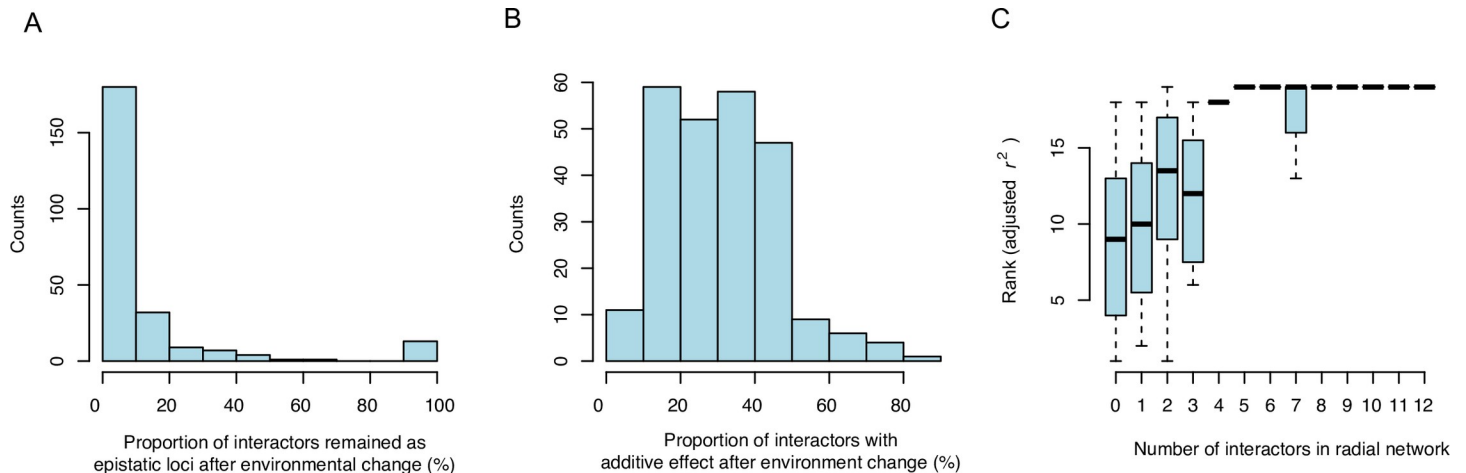 A
B
C
Counts
150
100
50
0
0 20 40 60 80 100
Proportion of interactors remained as
epistatic loci after environmental change (%)
Counts
60
50
40
30
20
10
0
0 20 40 60 80
Proportion of interactors with
additive effect after environment change (%)
Rank (adjusted r²)
15
10
5
0 1 2 3 4 5 6 7 8 9 10 11 12
Number of interactors in radial network